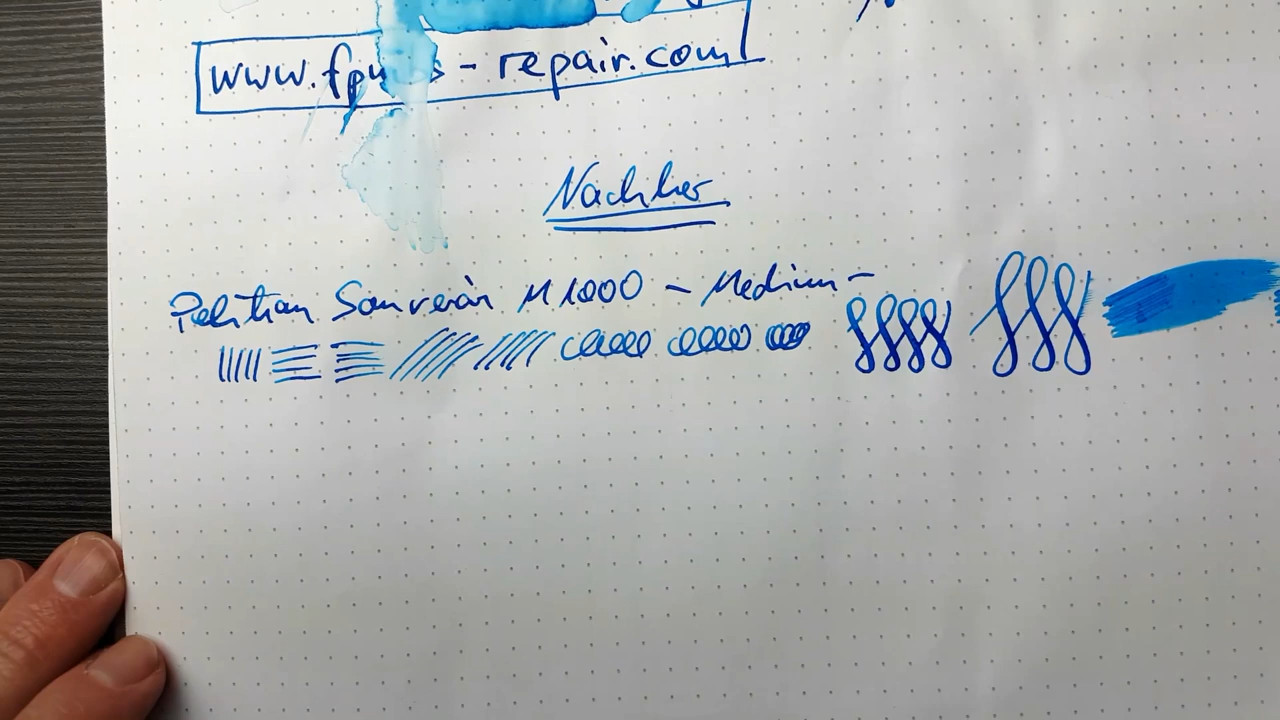 www.fp - repair.com
Nachher
Pelikan Souverän M1000 - Medium -